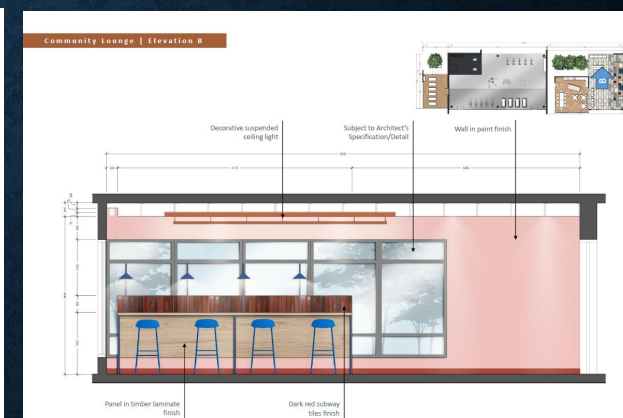 Community Lounge | Elevation B
Decorative suspended
ceiling light
Subject to Architect's
Specification/Detail
Wall in paint finish
Panel in timber laminate
finish
Dark red subway
tiles finish